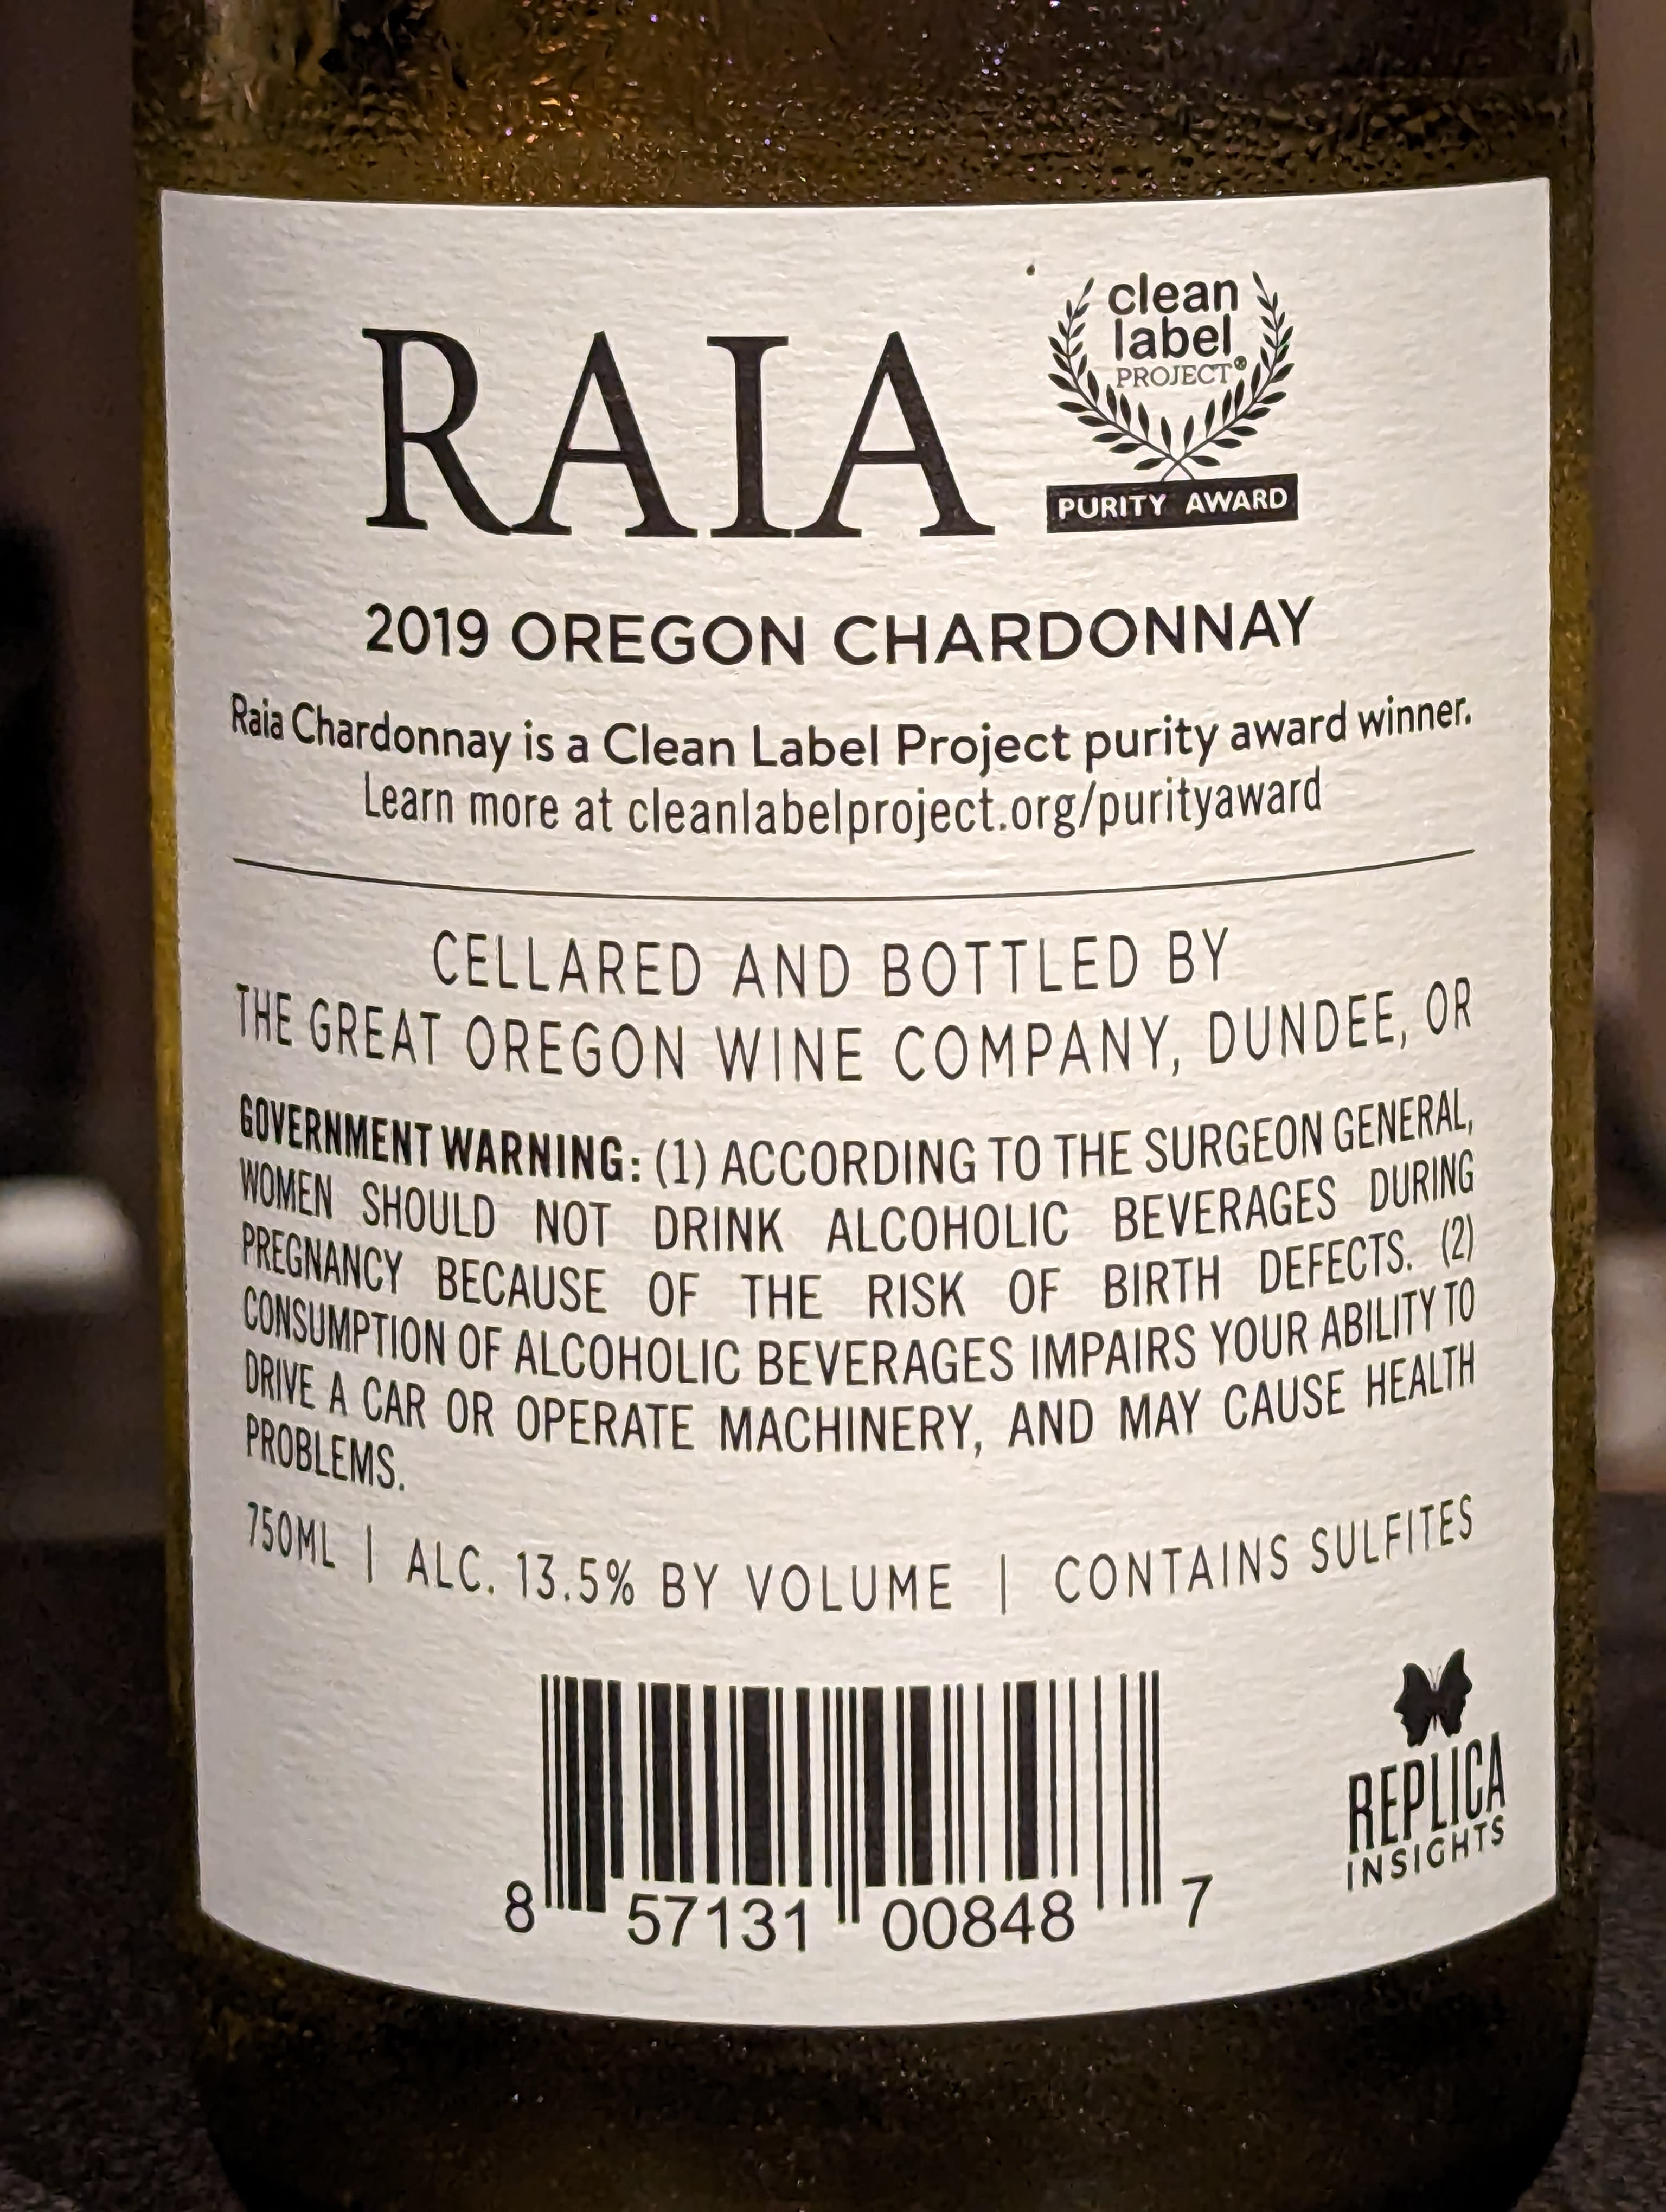 RAIA
clean
label
PROJECT®
PURITY AWARD
2019 OREGON CHARDONNAY
Raia Chardonnay is a Clean Label Project purity award winner.
Learn more at cleanlabelproject.org/purityaward
CELLARED AND BOTTLED BY
THE GREAT OREGON WINE COMPANY, DUNDEE, OR
GOVERNMENT WARNING: (1) ACCORDING TO THE SURGEON GENERAL,
WOMEN SHOULD NOT DRINK ALCOHOLIC BEVERAGES DURING
PREGNANCY BECAUSE OF THE RISK OF BIRTH DEFECTS. (2)
CONSUMPTION OF ALCOHOLIC BEVERAGES IMPAIRS YOUR ABILITY TO
DRIVE A CAR OR OPERATE MACHINERY, AND MAY CAUSE HEALTH
PROBLEMS.
750ML | ALC. 13.5% BY VOLUME | CONTAINS SULFITES
8 57131 00848 7
REPLICA
INSIGHTS